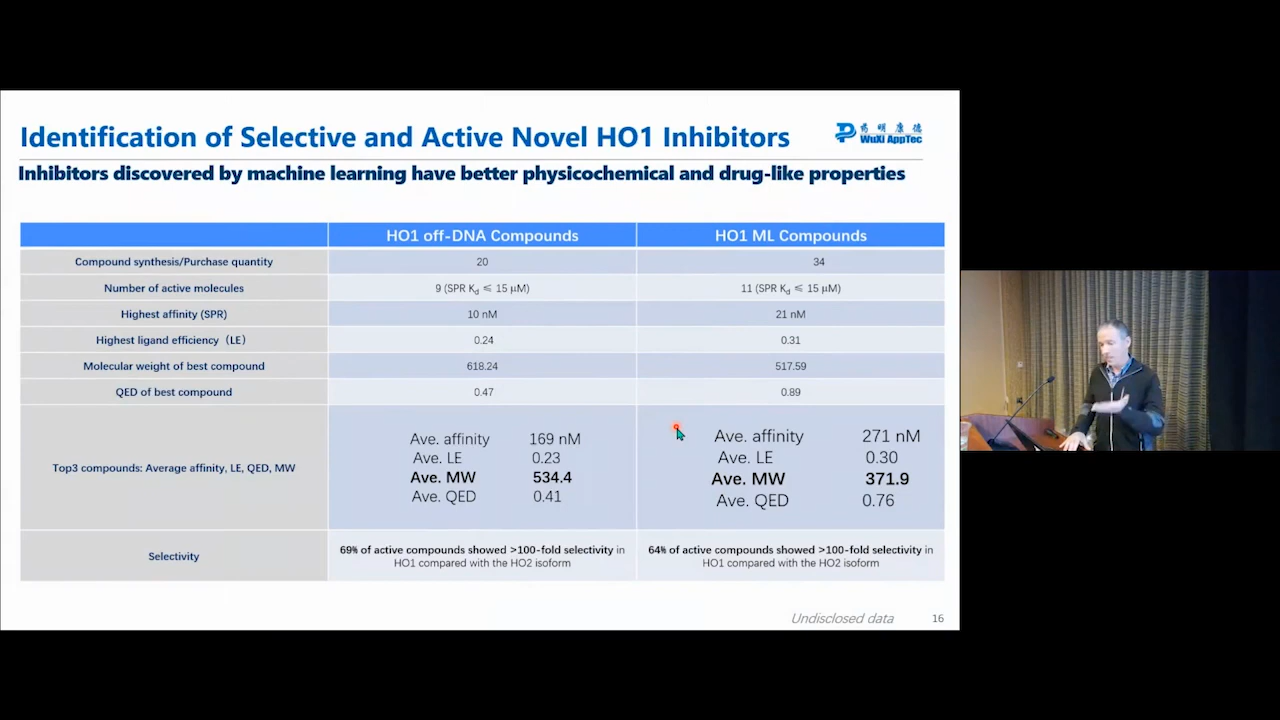 Identification of Selective and Active Novel HO1 Inhibitors
药明康德
WuXi AppTec
Inhibitors discovered by machine learning have better physicochemical and drug-like properties
HO1 off-DNA Compounds HO1 ML Compounds
Compound synthesis/Purchase quantity 20 34
Number of active molecules 9 (SPR Kd ≤ 15 μM) 11 (SPR Kd ≤ 15 μM)
Highest affinity (SPR) 10 nM 21 nM
Highest ligand efficiency (LE) 0.24 0.31
Molecular weight of best compound 618.24 517.59
QED of best compound 0.47 0.89
Top3 compounds: Average affinity, LE, QED, MW
Ave. affinity 169 nM
Ave. LE 0.23
Ave. MW 534.4
Ave. QED 0.41
Ave. affinity 271 nM
Ave. LE 0.30
Ave. MW 371.9
Ave. QED 0.76
Selectivity
69% of active compounds showed >100-fold selectivity in
HO1 compared with the HO2 isoform
64% of active compounds showed >100-fold selectivity in
HO1 compared with the HO2 isoform
Undisclosed data 16